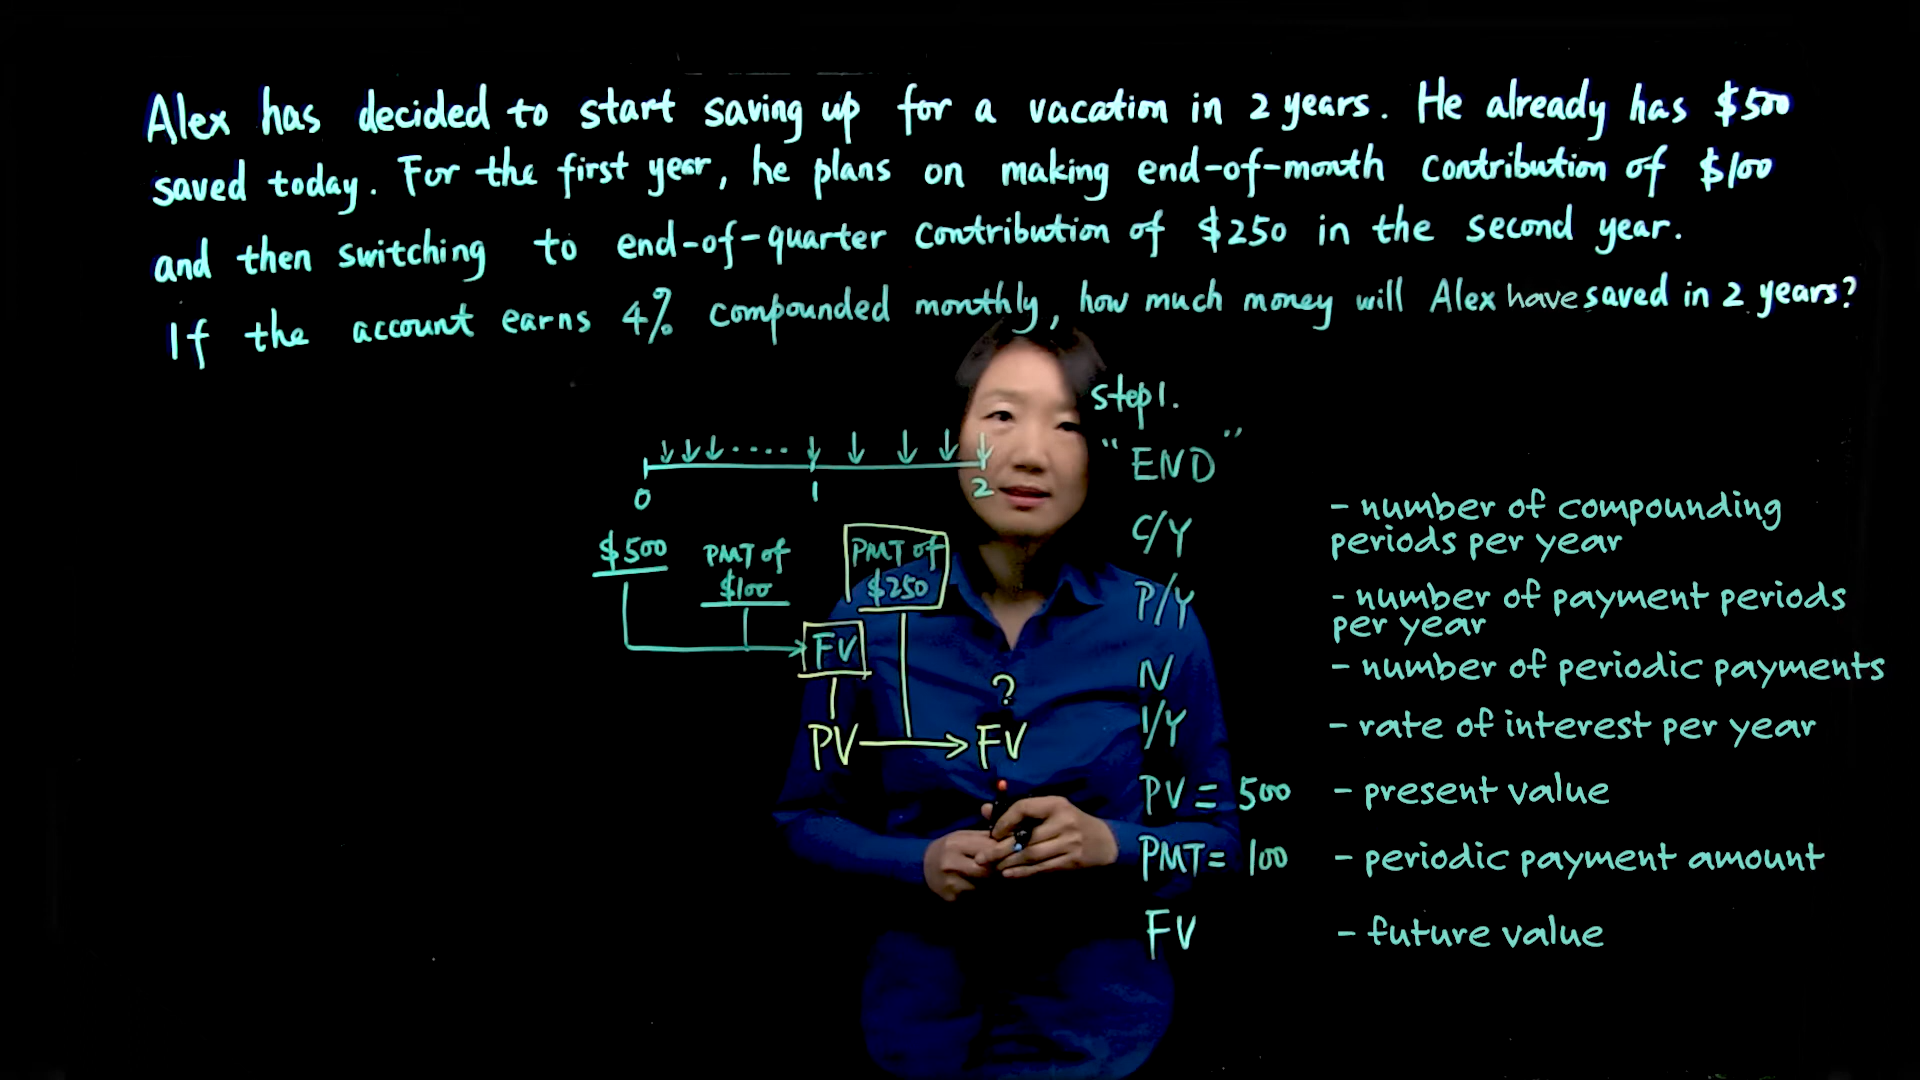 Alex has decided to start saving up for a vacation in 2 years. He already has $500
saved today. For the first year, he plans on making end-of-month contribution of $100
and then switching to end-of-quarter contribution of $250 in the second year.
If the account earns 4% compounded monthly, how much money will Alex have saved in 2 years?
Step 1.
"END"
0 1 2
C/Y - number of compounding
periods per year
$500 PMT of
$100
PMT of
$250
P/Y - number of payment periods
per year
FV
N - number of periodic payments
?
I/Y - rate of interest per year
PV FV
PV = 500 - present value
PMT = 100 - periodic payment amount
FV - future value